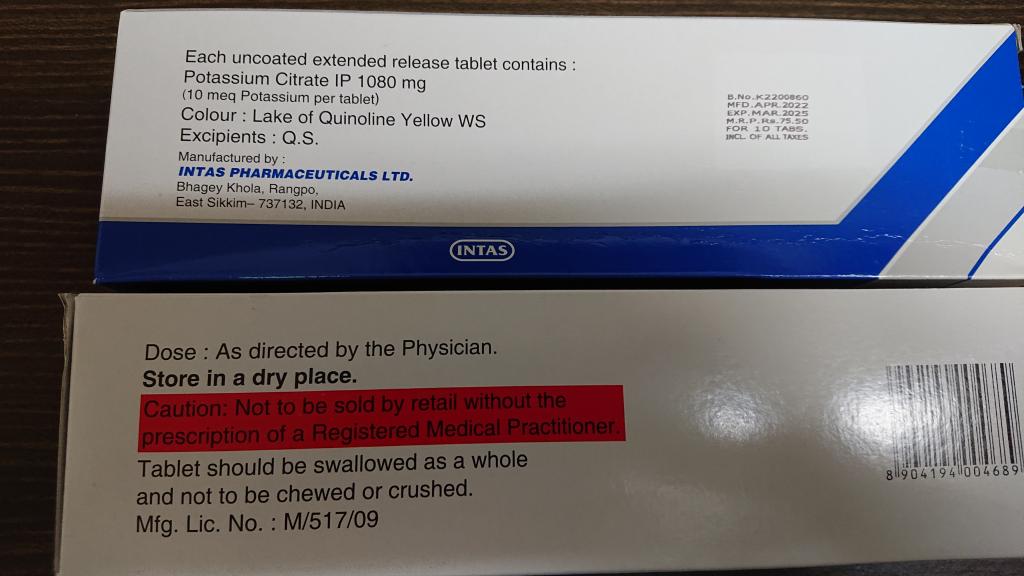 Each uncoated extended release tablet contains :
Potassium Citrate IP 1080 mg
(10 meq Potassium per tablet)
Colour : Lake of Quinoline Yellow WS
Excipients : Q.S.
Manufactured by :
INTAS PHARMACEUTICALS LTD.
Bhagey Khola, Rangpo,
East Sikkim– 737132, INDIA
B.No.K2200860
MFD.APR.2022
EXP.MAR.2025
M.R.P.Rs.75.50
FOR 10 TABS.
INCL. OF ALL TAXES
INTAS
Dose : As directed by the Physician.
Store in a dry place.
Caution: Not to be sold by retail without the
prescription of a Registered Medical Practitioner.
Tablet should be swallowed as a whole
and not to be chewed or crushed.
Mfg. Lic. No. : M/517/09
8 904194 004689